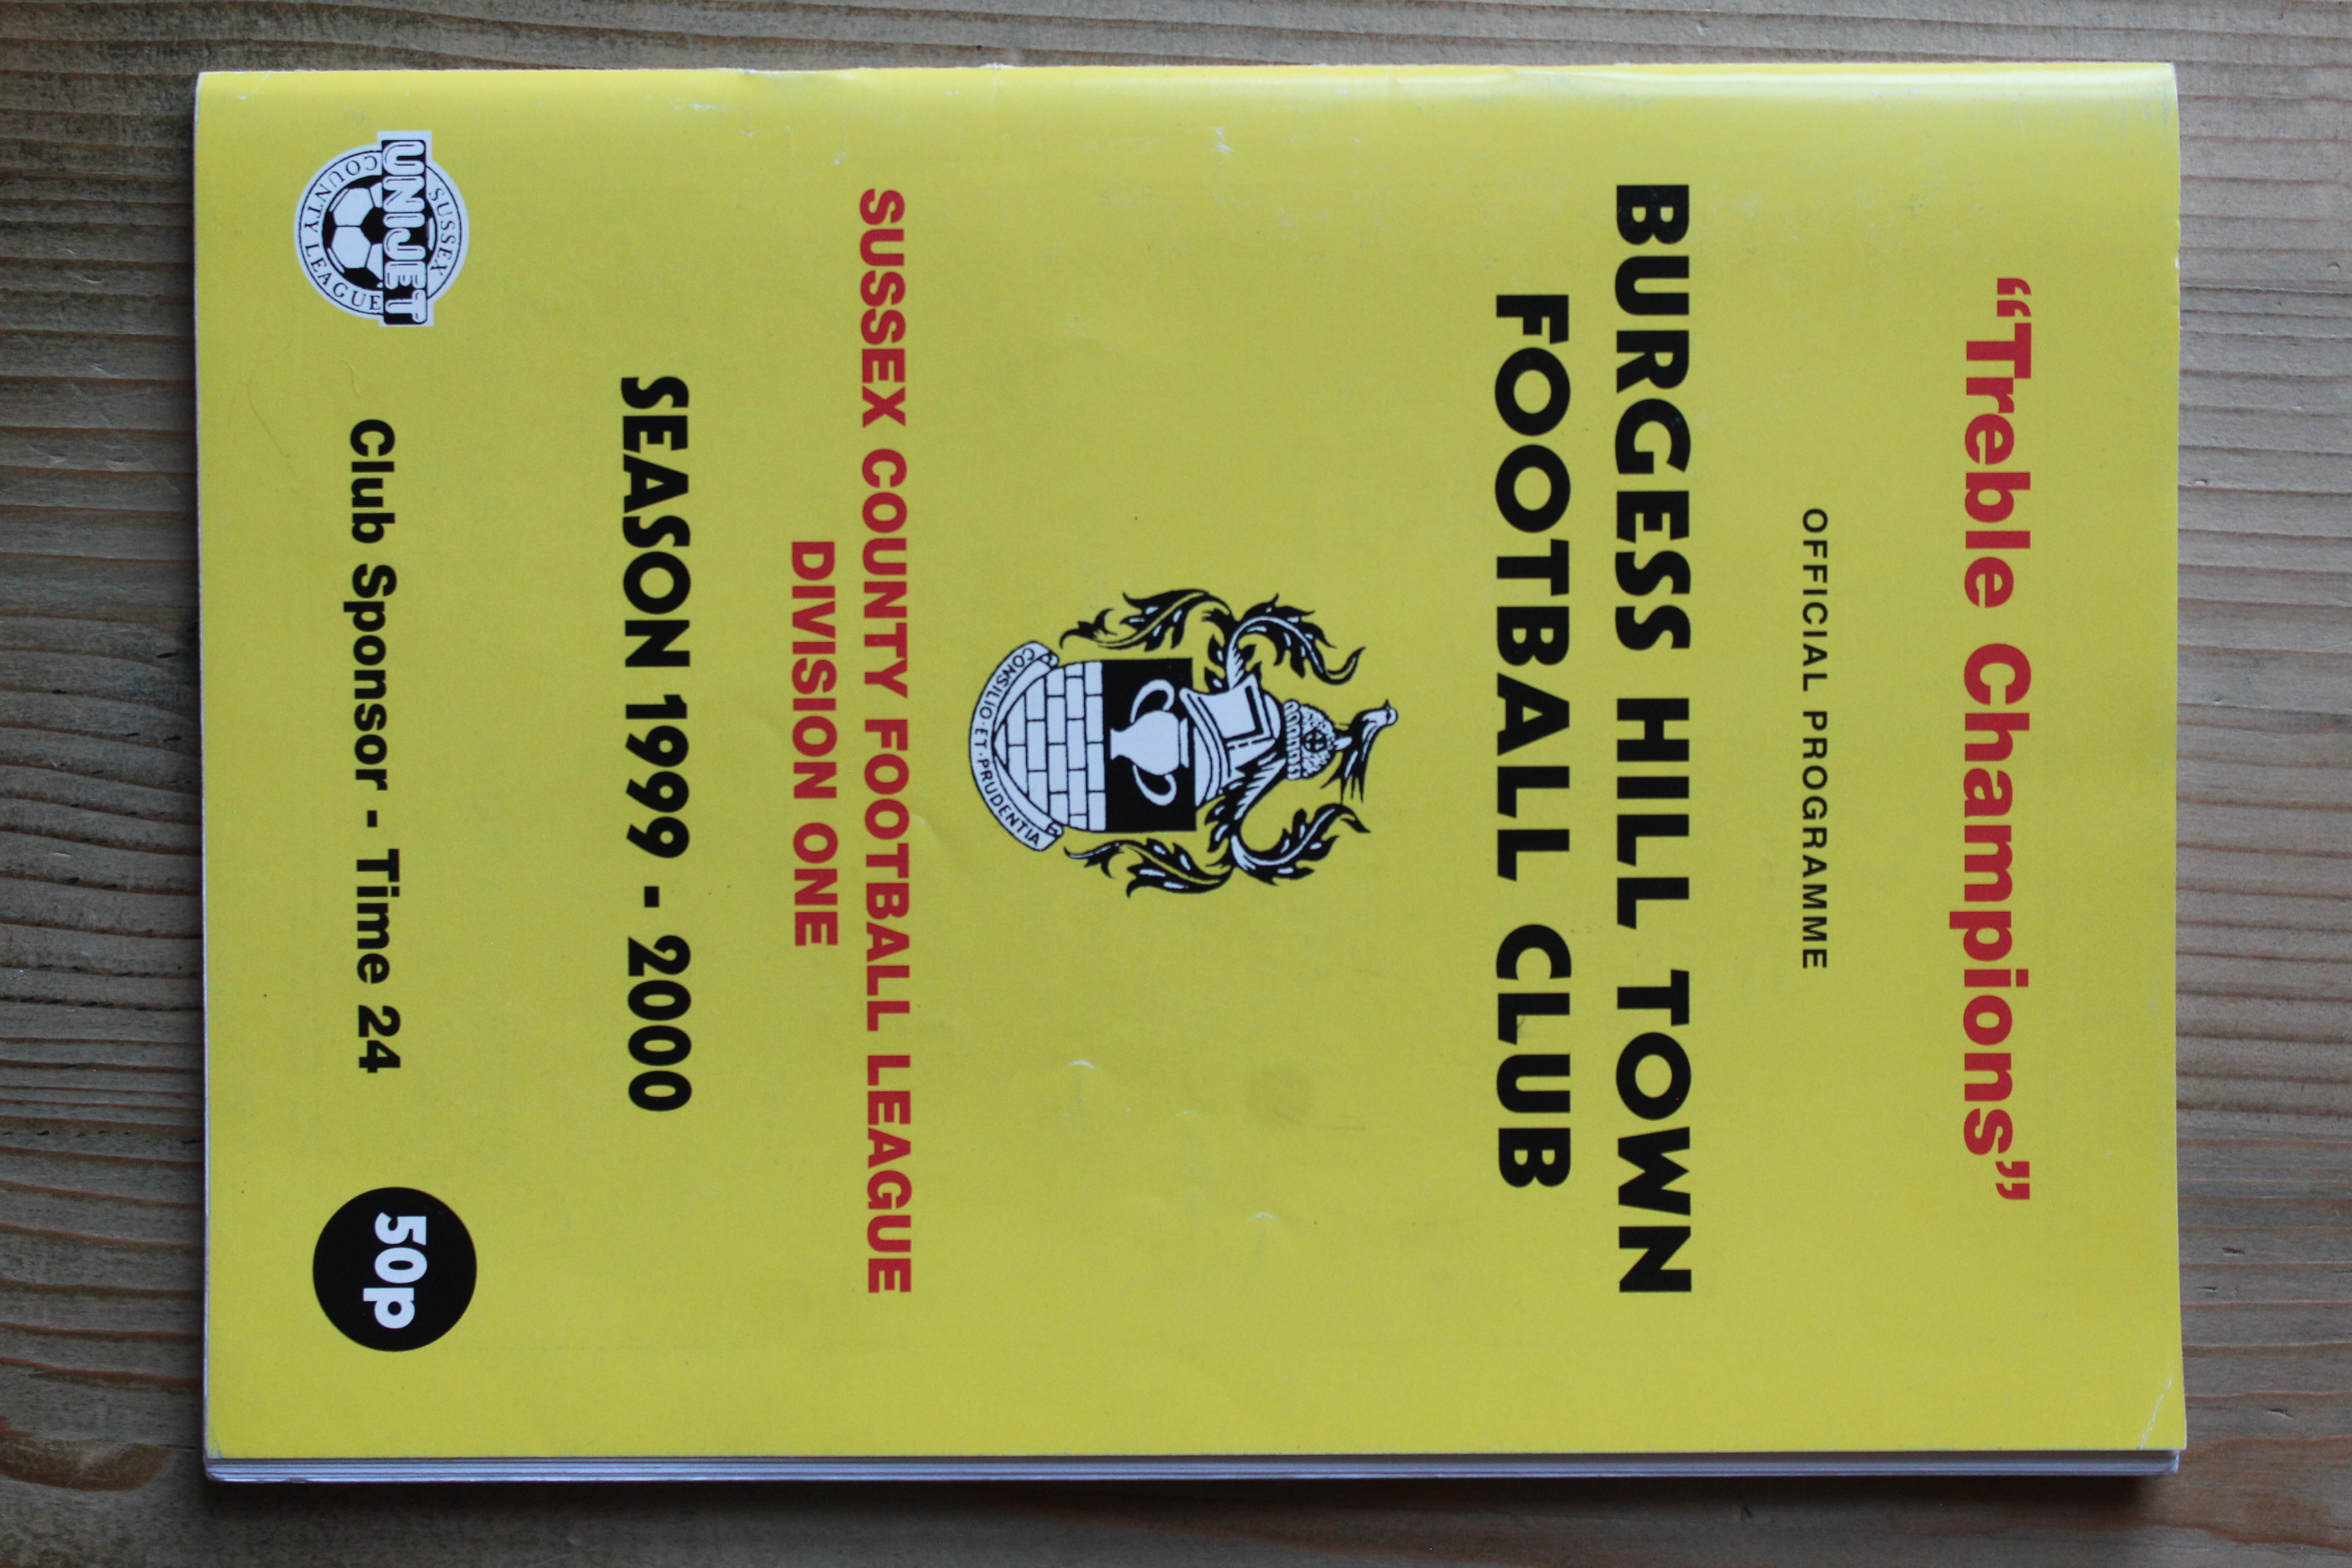 “Treble Champions”
OFFICIAL PROGRAMME
BURGESS HILL TOWN
FOOTBALL CLUB
CONSILIO · ET · PRUDENTIA
SUSSEX COUNTY FOOTBALL LEAGUE
DIVISION ONE
SEASON 1999 - 2000
SUSSEX
UNIJET
COUNTY LEAGUE
Club Sponsor - Time 24
50p